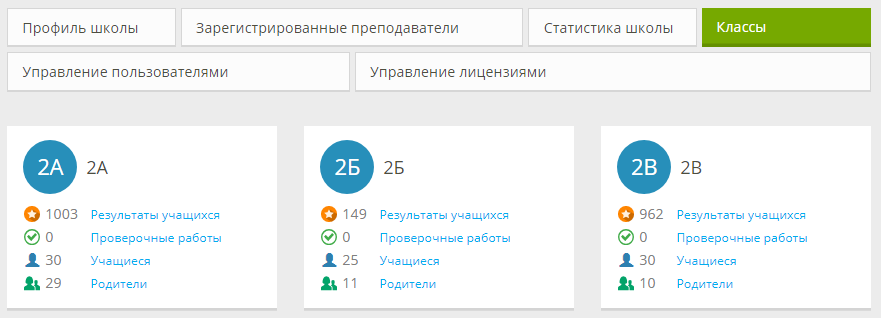 Профиль школы
Зарегистрированные преподаватели
Статистика школы
Классы
Управление пользователями
Управление лицензиями
2А 2А
1003 Результаты учащихся
0 Проверочные работы
30 Учащиеся
29 Родители
2Б 2Б
149 Результаты учащихся
0 Проверочные работы
25 Учащиеся
11 Родители
2В 2В
962 Результаты учащихся
0 Проверочные работы
30 Учащиеся
10 Родители